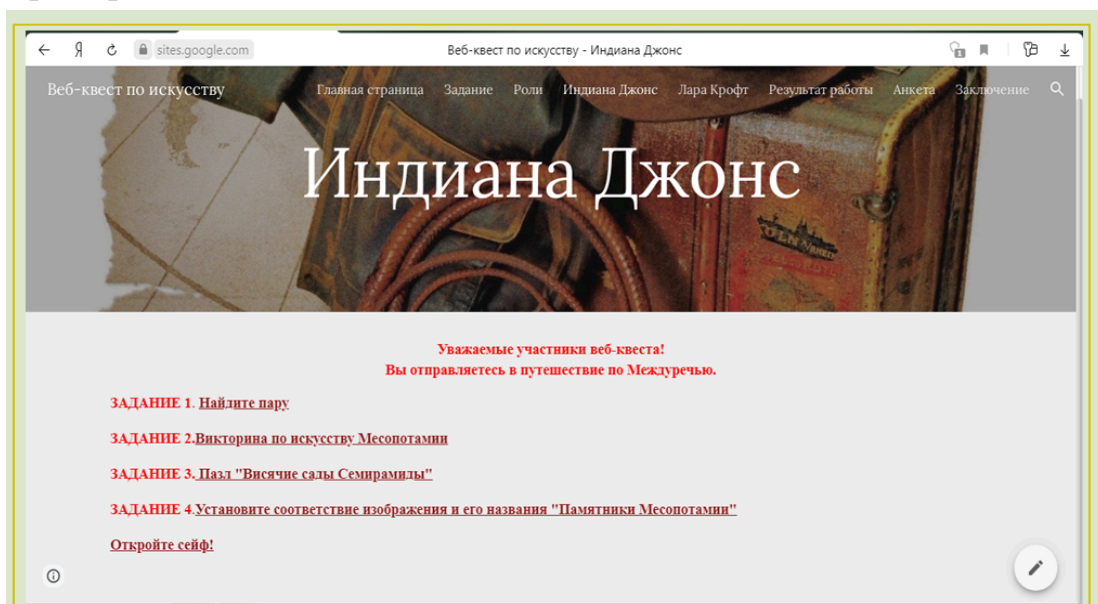 Я sites.google.com Веб-квест по искусству - Индиана Джонс
Веб-квест по искусству Главная страница Задание Роли Индиана Джонс Лара Крофт Результат работы Анкета Заключение
Индиана Джонс
Уважаемые участники веб-квеста!
Вы отправляетесь в путешествие по Междуречью.
ЗАДАНИЕ 1. Найдите пару
ЗАДАНИЕ 2.Викторина по искусству Месопотамии
ЗАДАНИЕ 3. Пазл "Висячие сады Семирамиды"
ЗАДАНИЕ 4.Установите соответствие изображения и его названия "Памятники Месопотамии"
Откройте сейф!